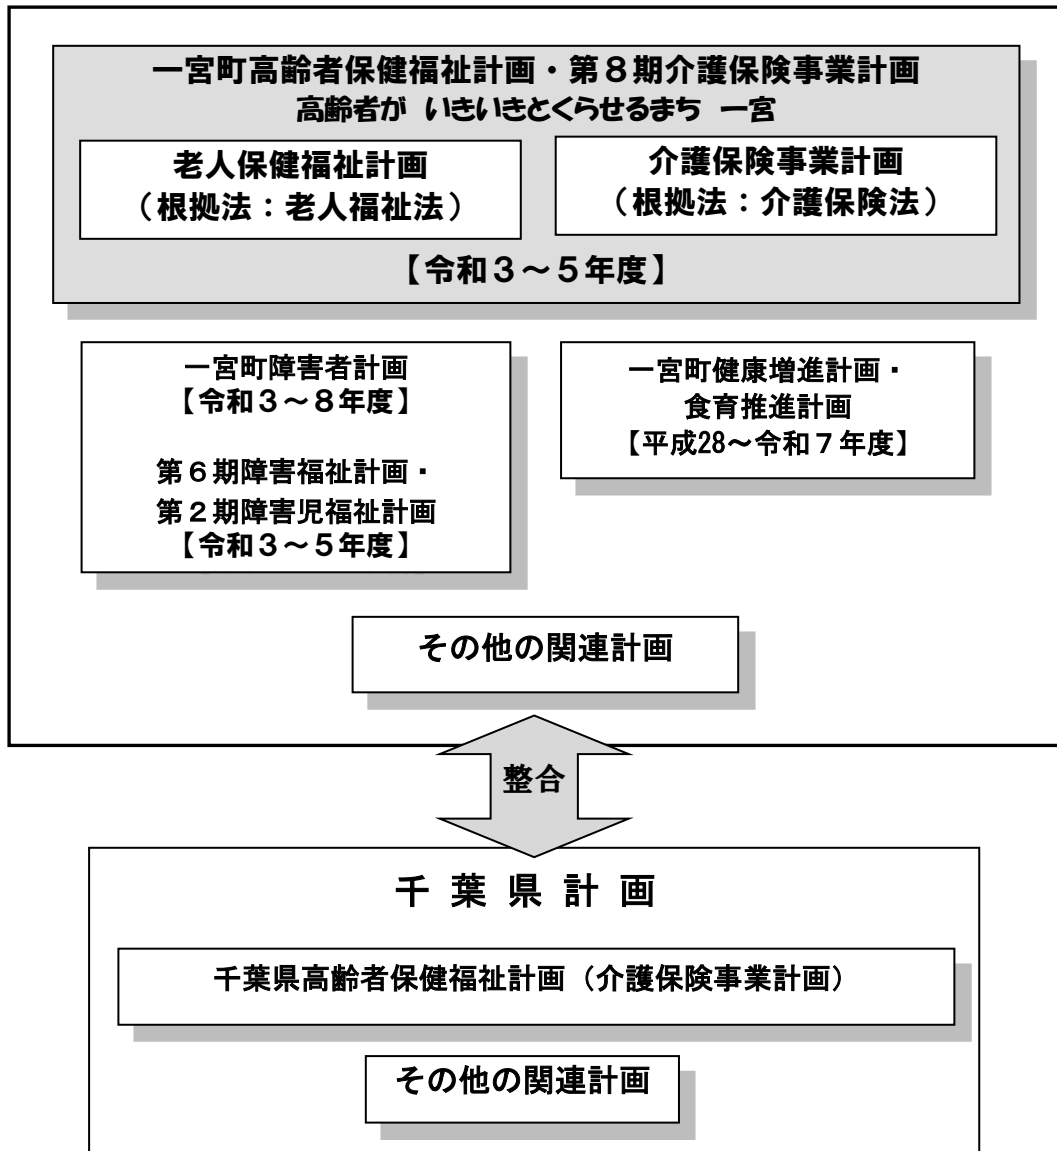 一宮町高齢者保健福祉計画・第８期介護保険事業計画
高齢者が いきいきとくらせるまち 一宮
老人保健福祉計画
（根拠法：老人福祉法）
介護保険事業計画
（根拠法：介護保険法）
【令和３～５年度】
一宮町障害者計画
【令和３～８年度】
第６期障害福祉計画・
第２期障害児福祉計画
【令和３～５年度】
一宮町健康増進計画・
食育推進計画
【平成28～令和７年度】
その他の関連計画
整合
千 葉 県 計 画
千葉県高齢者保健福祉計画（介護保険事業計画）
その他の関連計画